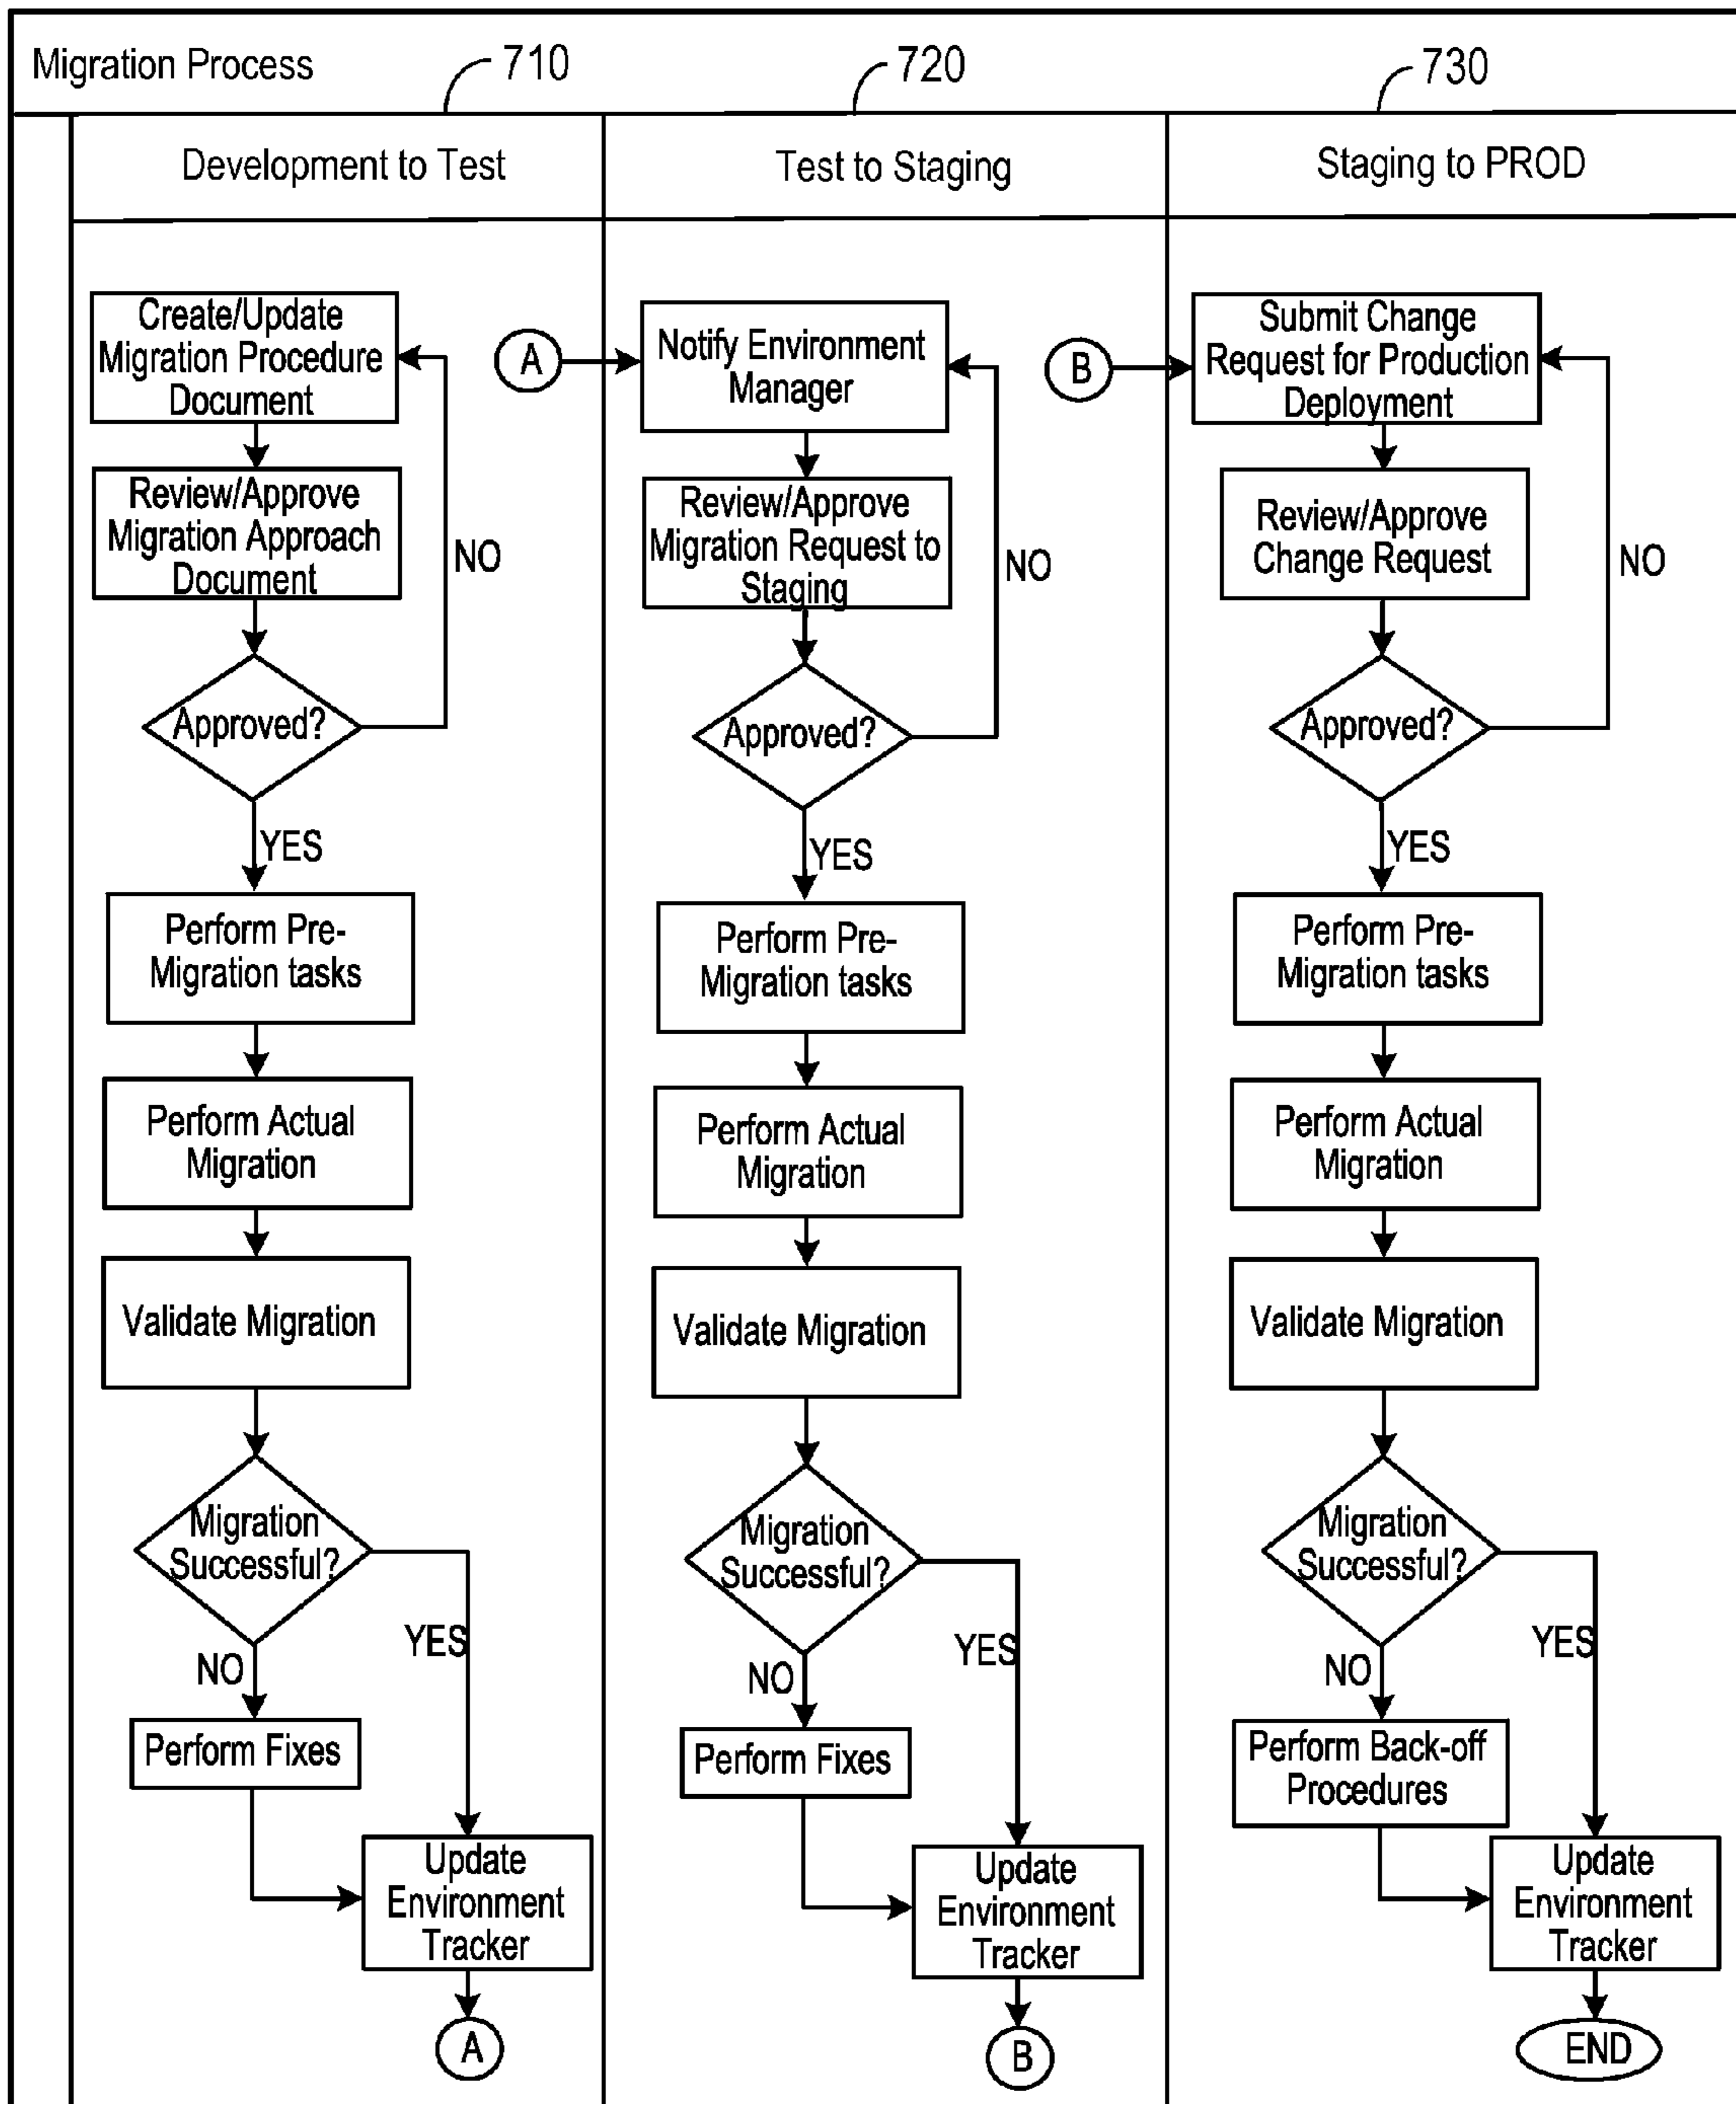 Migration Process
710
720
730
Development to Test
Test to Staging
Staging to PROD
Create/Update
Migration Procedure
Document
Review/Approve
Migration Approach
Document
NO
Approved?
YES
Perform Pre-
Migration tasks
Perform Actual
Migration
Validate Migration
Migration
Successful?
NO
YES
Perform Fixes
Update
Environment
Tracker
A
A
Notify Environment
Manager
Review/Approve
Migration Request to
Staging
NO
Approved?
YES
Perform Pre-
Migration tasks
Perform Actual
Migration
Validate Migration
Migration
Successful?
NO
YES
Perform Fixes
Update
Environment
Tracker
B
B
Submit Change
Request for Production
Deployment
Review/Approve
Change Request
NO
Approved?
YES
Perform Pre-
Migration tasks
Perform Actual
Migration
Validate Migration
Migration
Successful?
NO
YES
Perform Back-off
Procedures
Update
Environment
Tracker
END